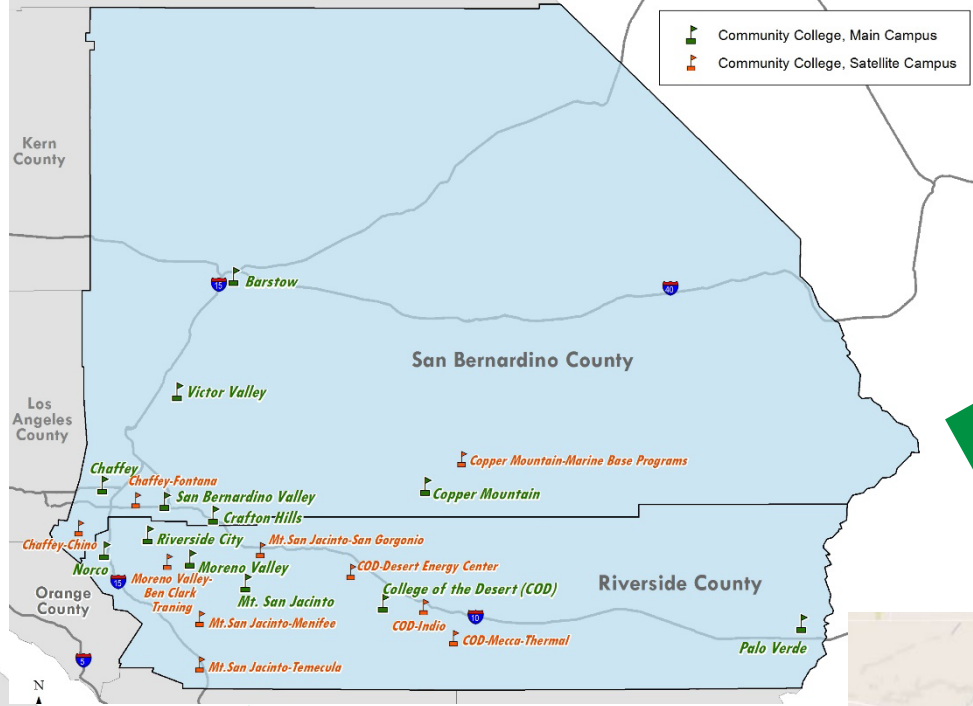 Community College, Main Campus
Community College, Satellite Campus
Kern
County
15
Barstow
40
San Bernardino County
Victor Valley
Los
Angeles
County
Copper Mountain-Marine Base Programs
Chaffey
Chaffey-Fontana
San Bernardino Valley
Copper Mountain
Crafton-Hills
Chaffey-Chino
Riverside City
Mt.San Jacinto-San Gorgonio
Norco
Moreno Valley
COD-Desert Energy Center
15
Moreno Valley-
Ben Clark
Traning
Mt. San Jacinto
College of the Desert (COD)
Riverside County
Orange
County
Mt.San Jacinto-Menifee
COD-Indio
10
COD-Mecca-Thermal
Palo Verde
5
Mt.San Jacinto-Temecula
N